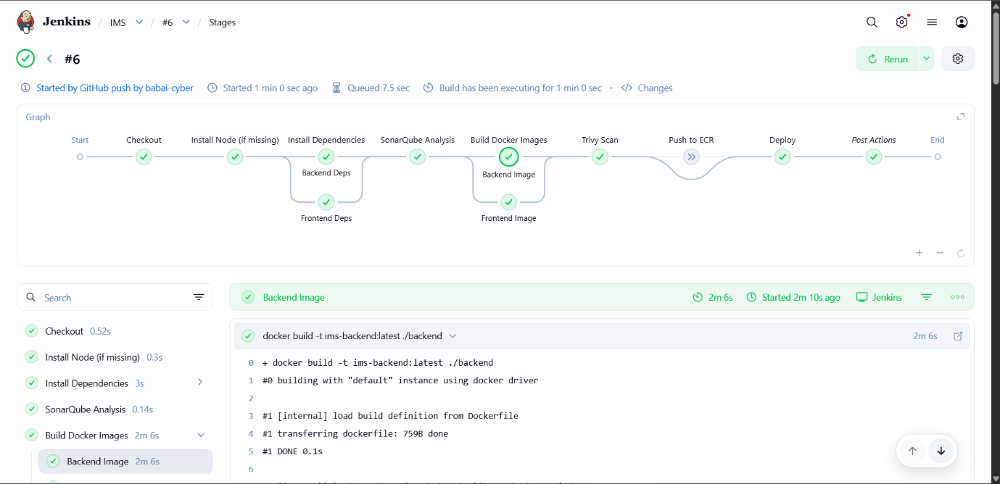 Jenkins / IMS / #6 / Stages
#6
Rerun
Started by GitHub push by babai-cyber Started 1 min 0 sec ago Queued 7.5 sec Build has been executing for 1 min 0 sec • </> Changes
Graph
Start Checkout Install Node (if missing) Install Dependencies SonarQube Analysis Build Docker Images Trivy Scan Push to ECR Deploy Post Actions End
Backend Deps Backend Image
Frontend Deps Frontend Image
Search
Backend Image 2m 6s Started 2m 10s ago Jenkins
Checkout 0.52s
Install Node (if missing) 0.3s
Install Dependencies 3s
SonarQube Analysis 0.14s
Build Docker Images 2m 6s
Backend Image 2m 6s
docker build -t ims-backend:latest ./backend 2m 6s
0 + docker build -t ims-backend:latest ./backend
1 #0 building with "default" instance using docker driver
2
3 #1 [internal] load build definition from Dockerfile
4 #1 transferring dockerfile: 759B done
5 #1 DONE 0.1s
6